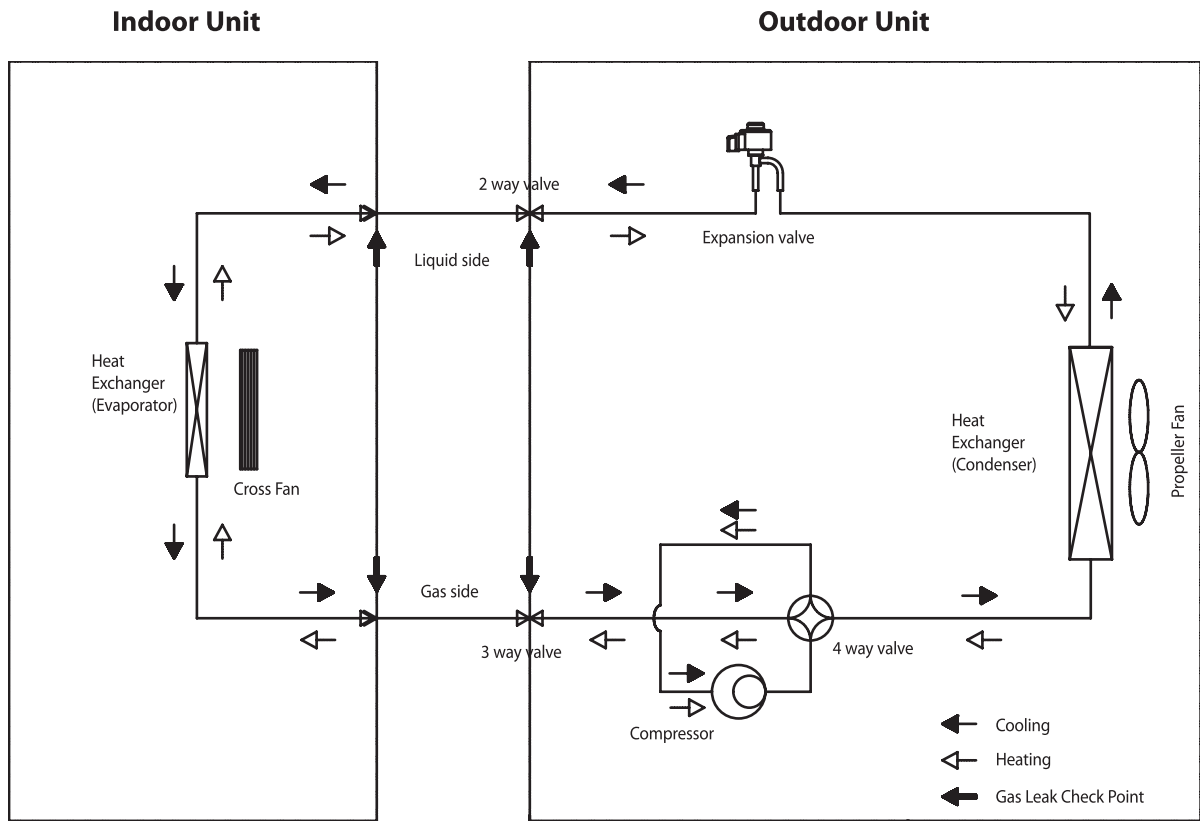 Indoor Unit
Outdoor Unit
2 way valve
Expansion valve
Liquid side
Heat
Exchanger
(Evaporator)
Cross Fan
Heat
Exchanger
(Condenser)
Propeller Fan
Gas side
3 way valve
4 way valve
Compressor
Cooling
Heating
Gas Leak Check Point